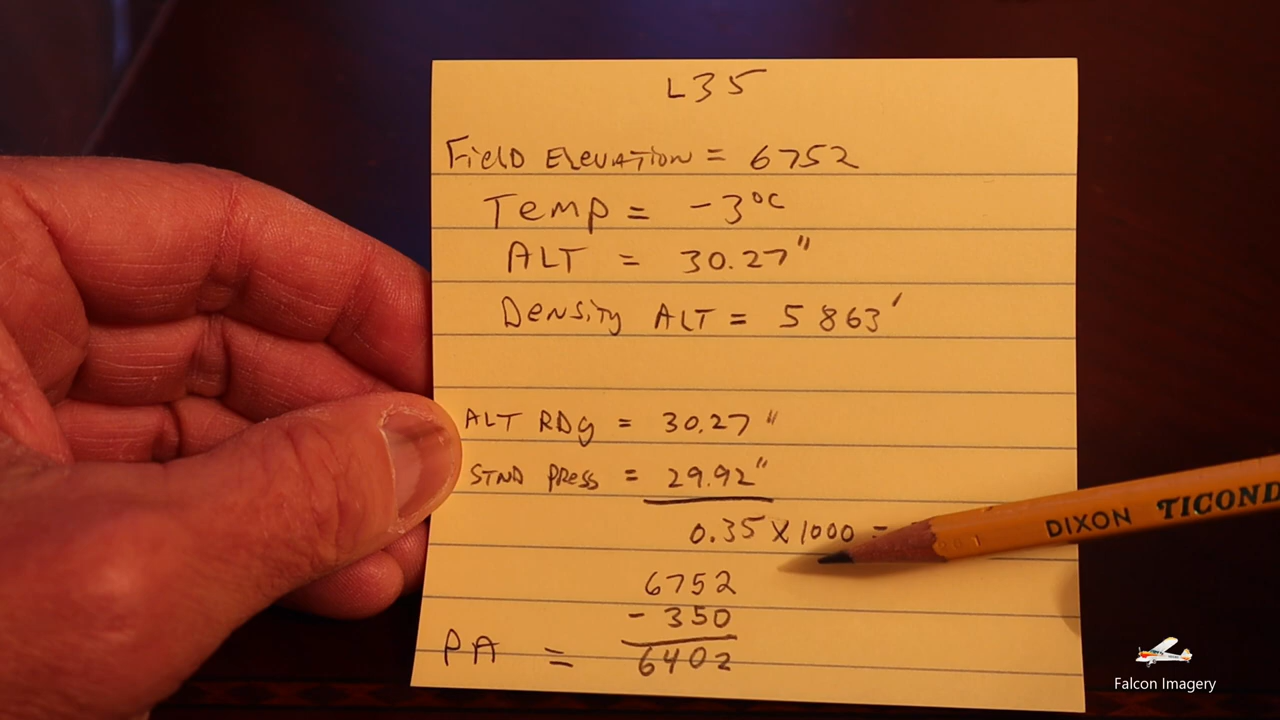 L35
Field Elevation = 6752
Temp = -3°C
ALT = 30.27"
Density ALT = 5863'
ALT RDg = 30.27"
STND PRESS = 29.92"
0.35 X 1000 =
6752
- 350
PA = 6402
DIXON TICOND
Falcon Imagery